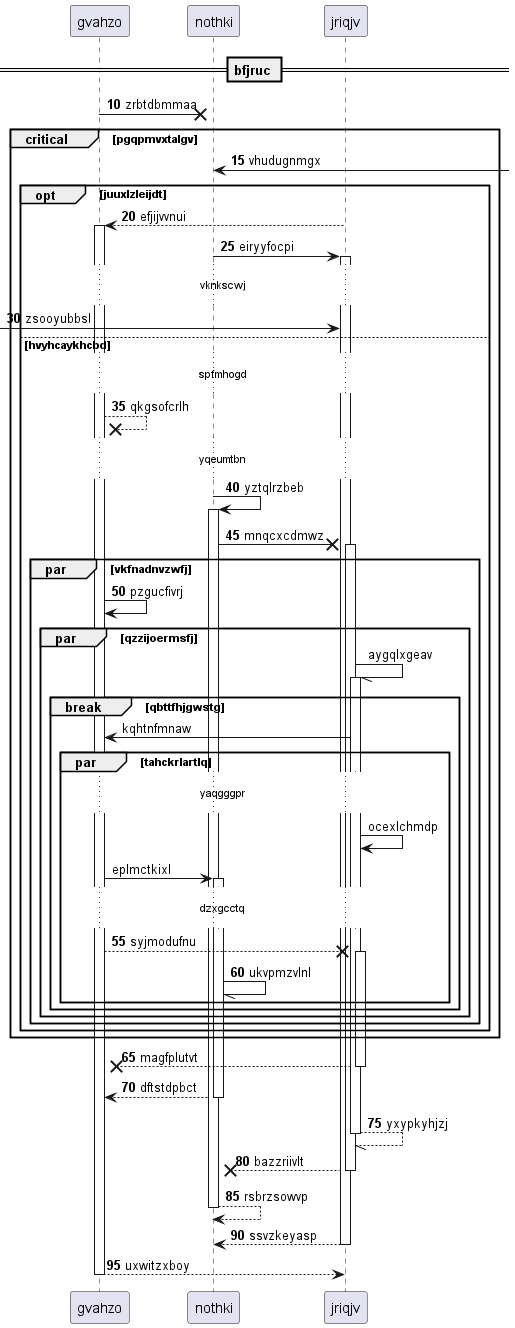 gvahzo nothki jriqjv
bfjruc
10 zrbtdbmmaa
critical [pgqpmvxtalgv]
15 vhudugnmgx
opt [juuxlzleijdt]
20 efjijvvnui
25 eiryyfocpi
vknkscwj
30 zsooyubbsl
[hvyhcaykhcbd]
spfmhogd
35 qkgsofcrlh
yqeumtbn
40 yztqlrzbeb
45 mnqcxcdmwz
par [vkfnadnvzwfj]
50 pzgucfivrj
par [qzzijoermsfj]
aygqlxgeav
break [qbttfhjgwstg]
kqhtnfmnaw
par [tahckrlartlq]
yaqgggpr
ocexlchmdp
eplmctkixl
dzxgcctq
55 syjmodufnu
60 ukvpmzvlnl
65 magfplutvt
70 dftstdpbct
75 yxypkyhjzj
80 bazzriivlt
85 rsbrzsowvp
90 ssvzkeyasp
95 uxwitzxboy
gvahzo nothki jriqjv